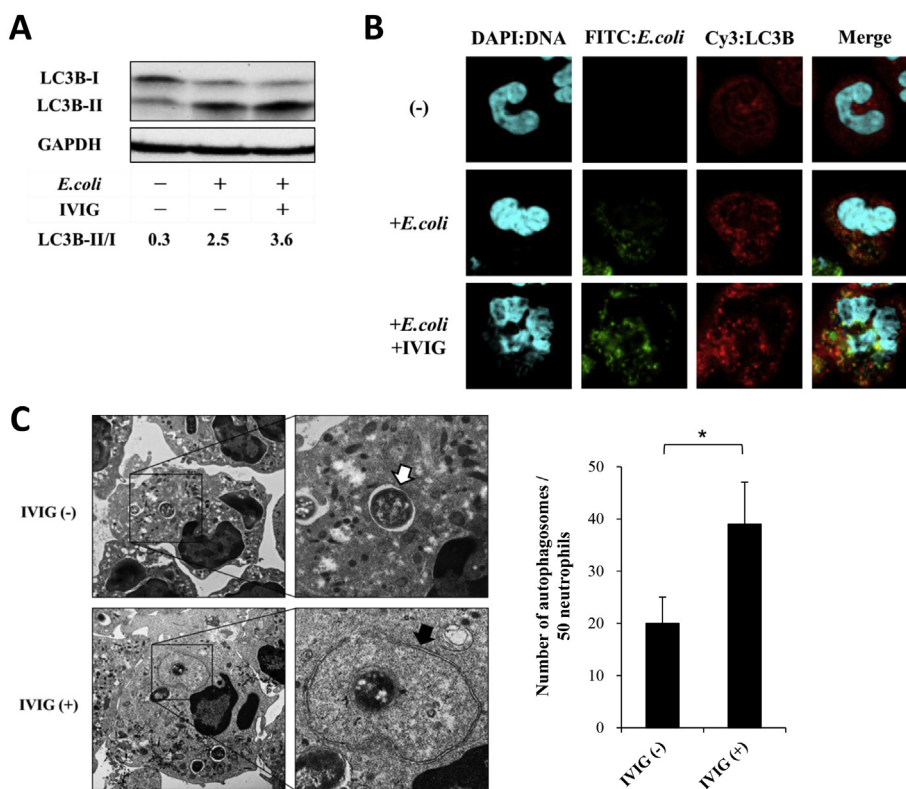 A
LC3B-I
LC3B-II
GAPDH
E.coli − + +
IVIG − − +
LC3B-II/I 0.3 2.5 3.6
B
DAPI:DNA FITC:E.coli Cy3:LC3B Merge
(-)
+E.coli
+E.coli
+IVIG
C
IVIG (-)
IVIG (+)
*
Number of autophagosomes /
50 neutrophils
50
40
30
20
10
0
IVIG (-)
IVIG (+)